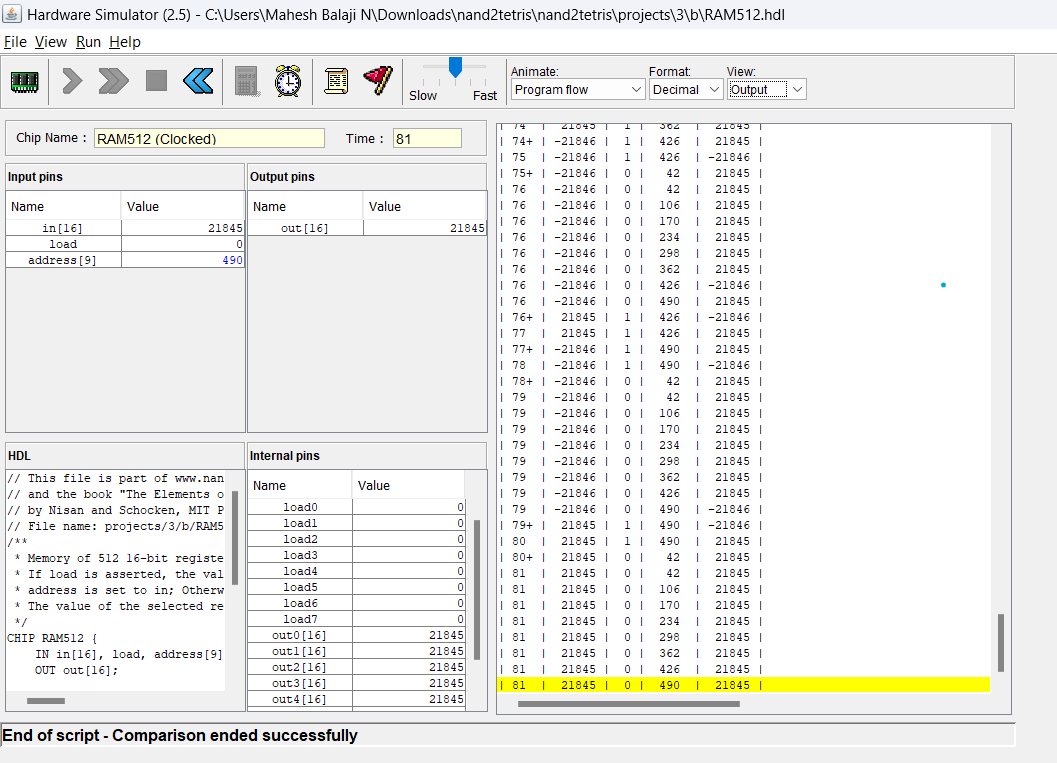 Hardware Simulator (2.5) - C:\Users\Mahesh Balaji N\Downloads\nand2tetris\nand2tetris\projects\3\b\RAM512.hdl
File View Run Help
Slow Fast
Animate: Format: View:
Program flow Decimal Output
Chip Name : RAM512 (Clocked) Time : 81
Input pins
Name Value
in[16] 21845
load 0
address[9] 490
Output pins
Name Value
out[16] 21845
HDL
// This file is part of www.nan
// and the book "The Elements o
// by Nisan and Schocken, MIT P
// File name: projects/3/b/RAM5
/**
* Memory of 512 16-bit registe
* If load is asserted, the val
* address is set to in; Otherw
* The value of the selected re
*/
CHIP RAM512 {
IN in[16], load, address[9]
OUT out[16];
Internal pins
Name Value
load0 0
load1 0
load2 0
load3 0
load4 0
load5 0
load6 0
load7 0
out0[16] 21845
out1[16] 21845
out2[16] 21845
out3[16] 21845
out4[16] 21845
| 74 | 21845 | 1 | 362 | 21845 |
| 74+ | -21846 | 1 | 426 | 21845 |
| 75 | -21846 | 1 | 426 | -21846 |
| 75+ | -21846 | 0 | 42 | 21845 |
| 76 | -21846 | 0 | 42 | 21845 |
| 76 | -21846 | 0 | 106 | 21845 |
| 76 | -21846 | 0 | 170 | 21845 |
| 76 | -21846 | 0 | 234 | 21845 |
| 76 | -21846 | 0 | 298 | 21845 |
| 76 | -21846 | 0 | 362 | 21845 |
| 76 | -21846 | 0 | 426 | -21846 |
| 76 | -21846 | 0 | 490 | 21845 |
| 76+ | 21845 | 1 | 426 | -21846 |
| 77 | 21845 | 1 | 426 | 21845 |
| 77+ | -21846 | 1 | 490 | 21845 |
| 78 | -21846 | 1 | 490 | -21846 |
| 78+ | -21846 | 0 | 42 | 21845 |
| 79 | -21846 | 0 | 42 | 21845 |
| 79 | -21846 | 0 | 106 | 21845 |
| 79 | -21846 | 0 | 170 | 21845 |
| 79 | -21846 | 0 | 234 | 21845 |
| 79 | -21846 | 0 | 298 | 21845 |
| 79 | -21846 | 0 | 362 | 21845 |
| 79 | -21846 | 0 | 426 | 21845 |
| 79 | -21846 | 0 | 490 | -21846 |
| 79+ | 21845 | 1 | 490 | -21846 |
| 80 | 21845 | 1 | 490 | 21845 |
| 80+ | 21845 | 0 | 42 | 21845 |
| 81 | 21845 | 0 | 42 | 21845 |
| 81 | 21845 | 0 | 106 | 21845 |
| 81 | 21845 | 0 | 170 | 21845 |
| 81 | 21845 | 0 | 234 | 21845 |
| 81 | 21845 | 0 | 298 | 21845 |
| 81 | 21845 | 0 | 362 | 21845 |
| 81 | 21845 | 0 | 426 | 21845 |
| 81 | 21845 | 0 | 490 | 21845 |
End of script - Comparison ended successfully